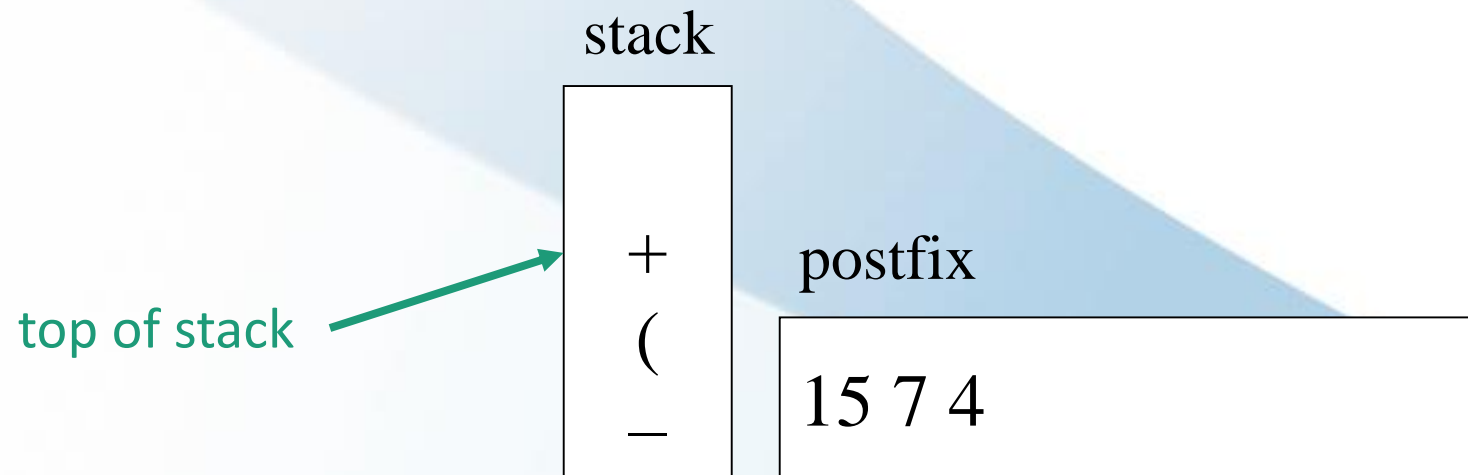 stack
+
postfix
top of stack
(
15 7 4
–